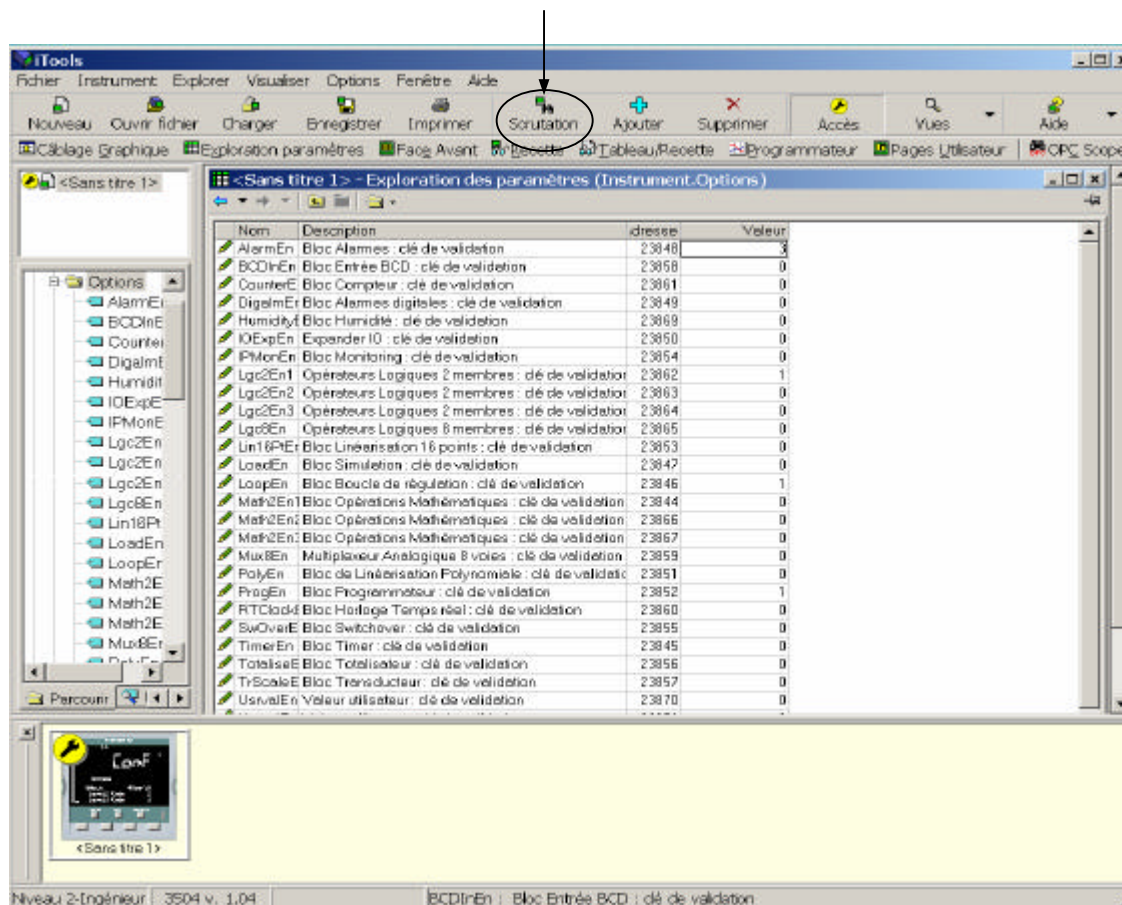 iTools
Fichier Instrument Explorer Visualiser Options Fenêtre Aide
Nouveau Ouvrir fichier Charger Enregistrer Imprimer Scrutation Ajouter Supprimer Accès Vues Aide
Câblage Graphique Exploration paramètres Face Avant Recette Tableau/Recette Programmateur Pages Utilisateur OPC Scope
<Sans titre 1>
<Sans titre 1> - Exploration des paramètres (Instrument.Options)
Nom Description dresse Valeur
AlarmEn Bloc Alarmes : clé de validation 23848 3
BCDInEn Bloc Entrée BCD : clé de validation 23858 0
CounterE Bloc Compteur : clé de validation 23861 0
DigalmEr Bloc Alarmes digitales : clé de validation 23849 0
HumidityE Bloc Humidité : clé de validation 23869 0
IOExpEn Expander IO : clé de validation 23850 0
IPMonEn Bloc Monitoring : clé de validation 23854 0
Lgc2En1 Opérateurs Logiques 2 membres : clé de validation 23862 1
Lgc2En2 Opérateurs Logiques 2 membres : clé de validation 23863 0
Lgc2En3 Opérateurs Logiques 2 membres : clé de validation 23864 0
Lgc8En Opérateurs Logiques 8 membres : clé de validation 23865 0
Lin16PtEr Bloc Linéarisation 16 points : clé de validation 23853 0
LoadEn Bloc Simulation : clé de validation 23847 0
LoopEn Bloc Boucle de régulation : clé de validation 23846 1
Math2En1 Bloc Opérations Mathématiques : clé de validation 23844 0
Math2En2 Bloc Opérations Mathématiques : clé de validation 23866 0
Math2En3 Bloc Opérations Mathématiques : clé de validation 23867 0
Mux8En Multiplexeur Analogique 8 voies : clé de validation 23859 0
PolyEn Bloc de Linéarisation Polynomiale : clé de validatic 23851 0
ProgEn Bloc Programmateur : clé de validation 23852 1
RTClockE Bloc Horloge Temps réel : clé de validation 23860 0
SwOverE Bloc Switchover : clé de validation 23855 0
TimerEn Bloc Timer : clé de validation 23845 0
TotaliseE Bloc Totalisateur : clé de validation 23856 0
TrScaleE Bloc Transducteur : clé de validation 23857 0
UsrvalEn Valeur utilisateur : clé de validation 23870 0
Options
AlarmEr
BCDInE
Counter
DigalmE
Humidit
IOExpE
IPMonE
Lgc2En
Lgc2En
Lgc2En
Lgc8En
Lin16Pt
LoadEn
LoopEr
Math2E
Math2E
Math2E
Mux8Er
Parcourir
Conf
<Sans titre 1>
Niveau 2-Ingénieur 3504 v. 1.04 BCDInEn : Bloc Entrée BCD : clé de validation